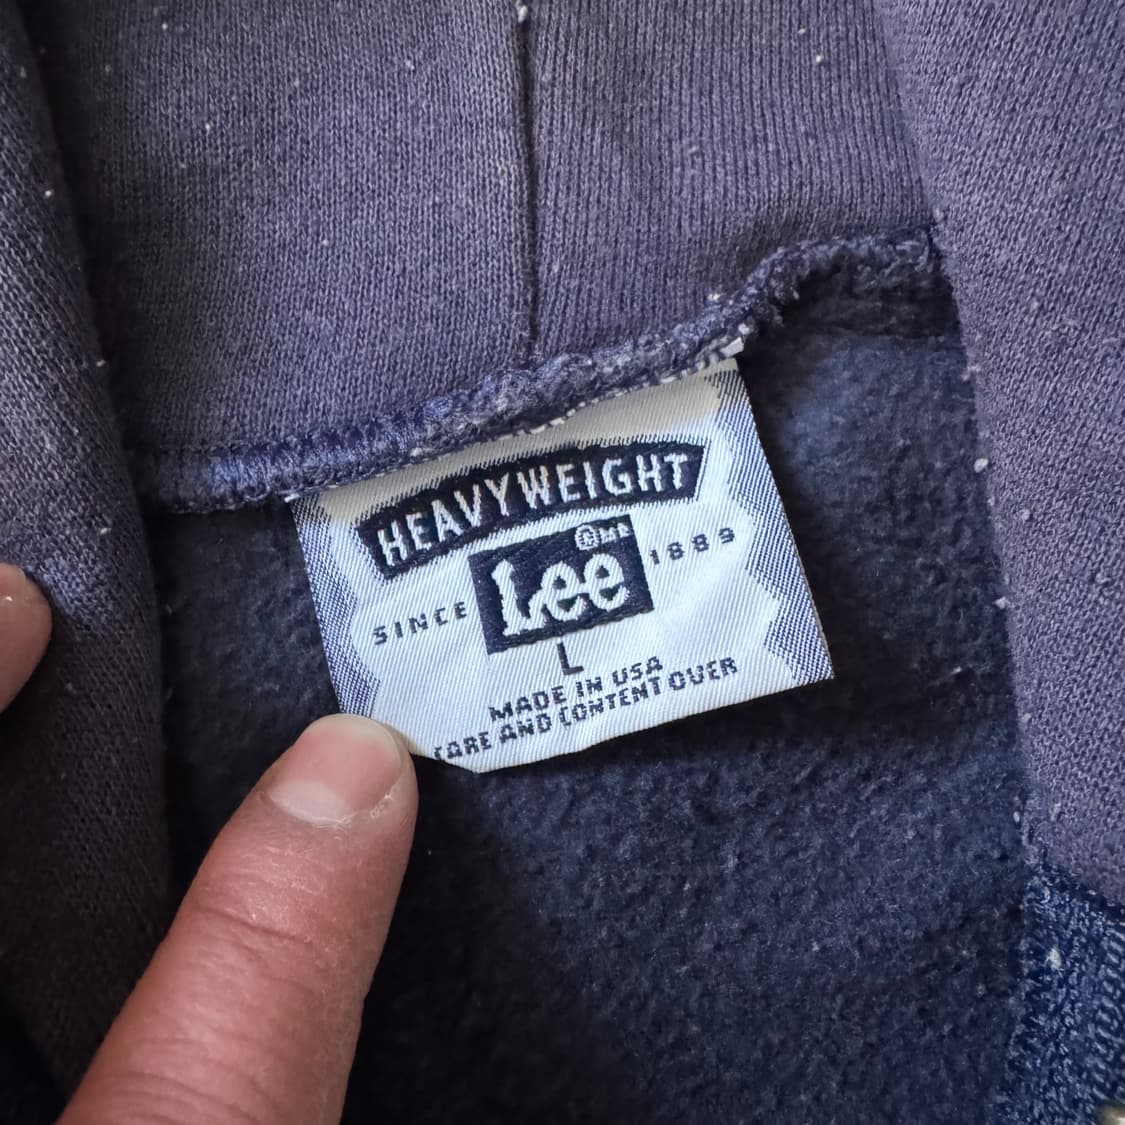 HEAVYWEIGHT
Lee
SINCE 1889
L
MADE IN USA
CARE AND CONTENT OVER